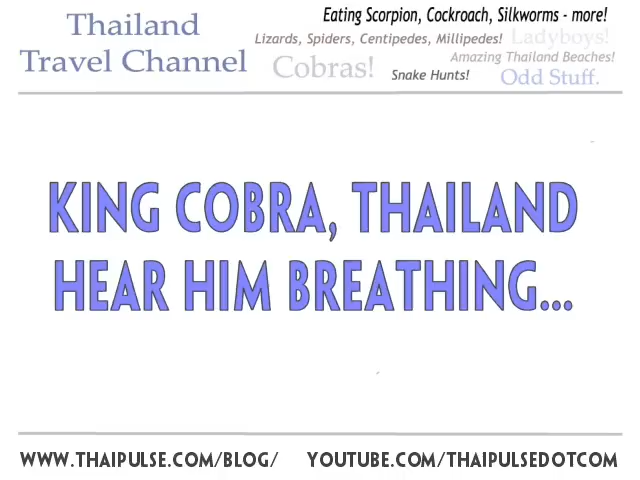 Thailand
Travel Channel
Eating Scorpion, Cockroach, Silkworms - more!
Lizards, Spiders, Centipedes, Millipedes! Ladyboys!
Amazing Thailand Beaches!
Cobras! Snake Hunts! Odd Stuff.
KING COBRA, THAILAND
HEAR HIM BREATHING...
WWW.THAIPULSE.COM/BLOG/ YOUTUBE.COM/THAIPULSEDOTCOM